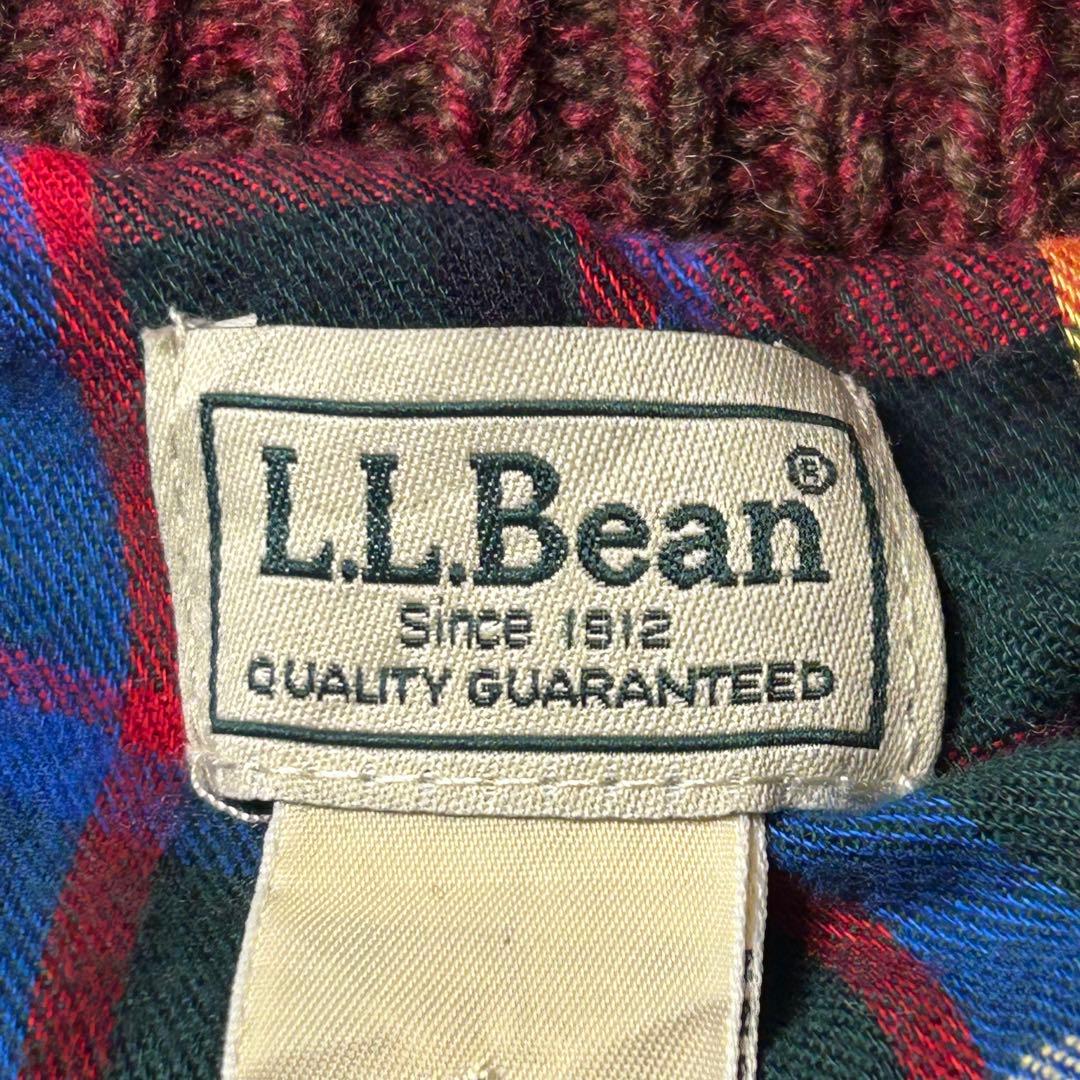 L.L.Bean®
Since 1912
QUALITY GUARANTEED